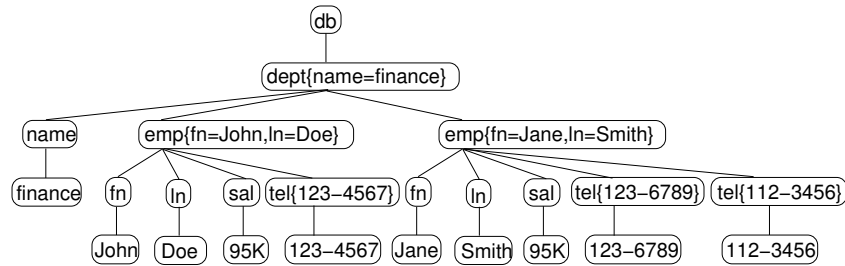 db
dept{name=finance}
name emp{fn=John,ln=Doe} emp{fn=Jane,ln=Smith}
finance fn ln sal tel{123−4567} fn ln sal tel{123−6789} tel{112−3456}
John Doe 95K 123−4567 Jane Smith 95K 123−6789 112−3456